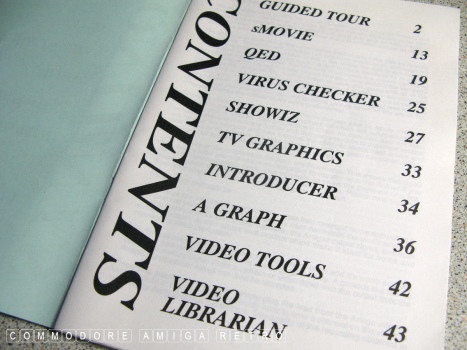 CONTENTS
GUIDED TOUR 2
sMOVIE 13
QED 19
VIRUS CHECKER 25
SHOWIZ 27
TV GRAPHICS 33
INTRODUCER 34
A GRAPH 36
VIDEO TOOLS 42
VIDEO
LIBRARIAN 43
COMMODORE AMIGA RETRO